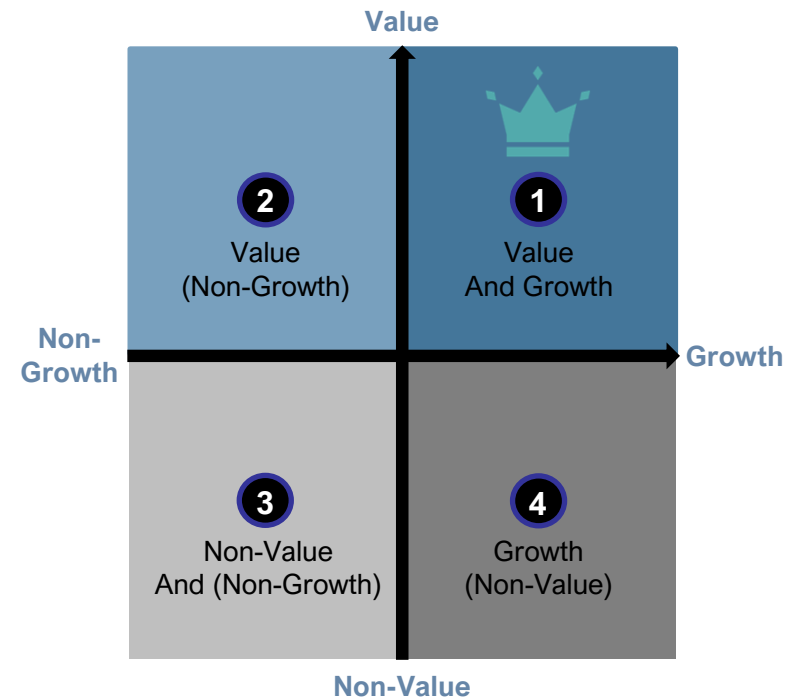 Value
2
Value
(Non-Growth)
1
Value
And Growth
Non-
Growth
Growth
3
Non-Value
And (Non-Growth)
4
Growth
(Non-Value)
Non-Value